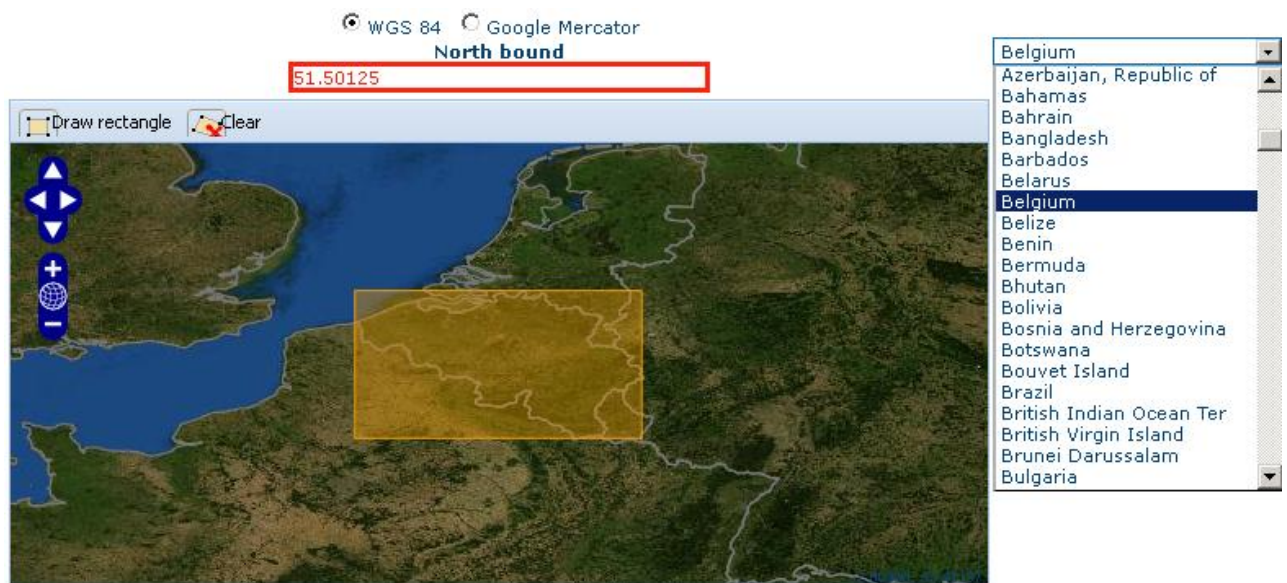 WGS 84 Google Mercator
North bound
51.50125
Draw rectangle Clear
Belgium
Azerbaijan, Republic of
Bahamas
Bahrain
Bangladesh
Barbados
Belarus
Belgium
Belize
Benin
Bermuda
Bhutan
Bolivia
Bosnia and Herzegovina
Botswana
Bouvet Island
Brazil
British Indian Ocean Ter
British Virgin Island
Brunei Darussalam
Bulgaria